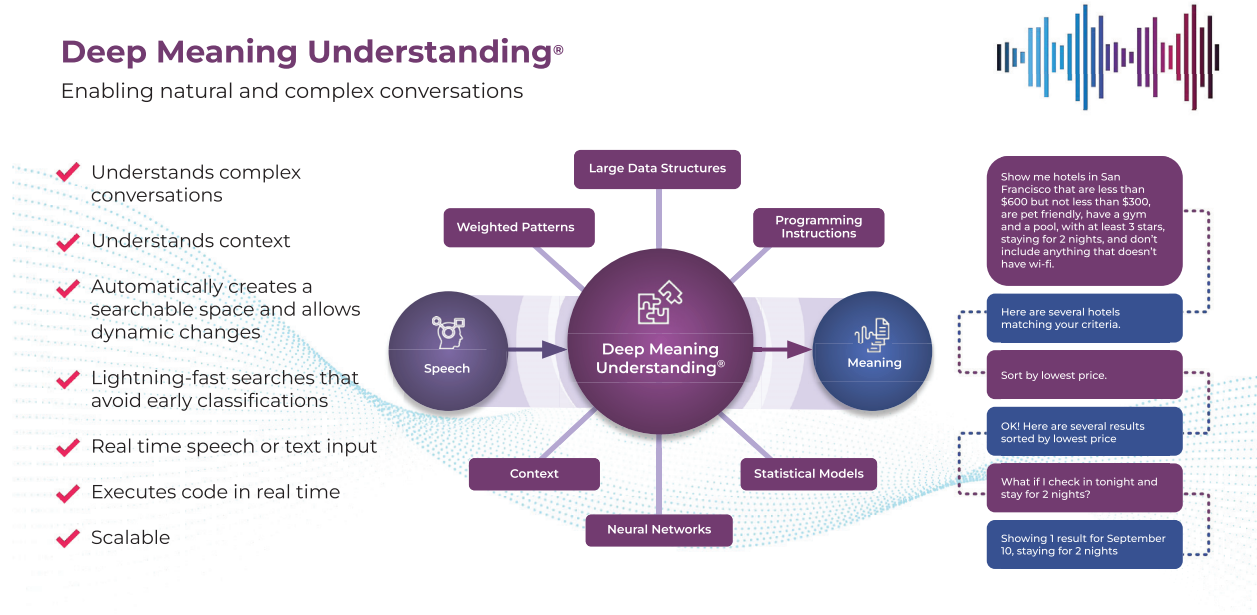 Deep Meaning Understanding®
Enabling natural and complex conversations
Understands complex
conversations
Understands context
Automatically creates a
searchable space and allows
dynamic changes
Lightning-fast searches that
avoid early classifications
Real time speech or text input
Executes code in real time
Scalable
Large Data Structures
Weighted Patterns
Programming
Instructions
Speech
Deep Meaning
Understanding®
Meaning
Context
Statistical Models
Neural Networks
Show me hotels in San
Francisco that are less than
$600 but not less than $300,
are pet friendly, have a gym
and a pool, with at least 3 stars,
staying for 2 nights, and don’t
include anything that doesn’t
have wi-fi.
Here are several hotels
matching your criteria.
Sort by lowest price.
OK! Here are several results
sorted by lowest price
What if I check in tonight and
stay for 2 nights?
Showing 1 result for September
10, staying for 2 nights